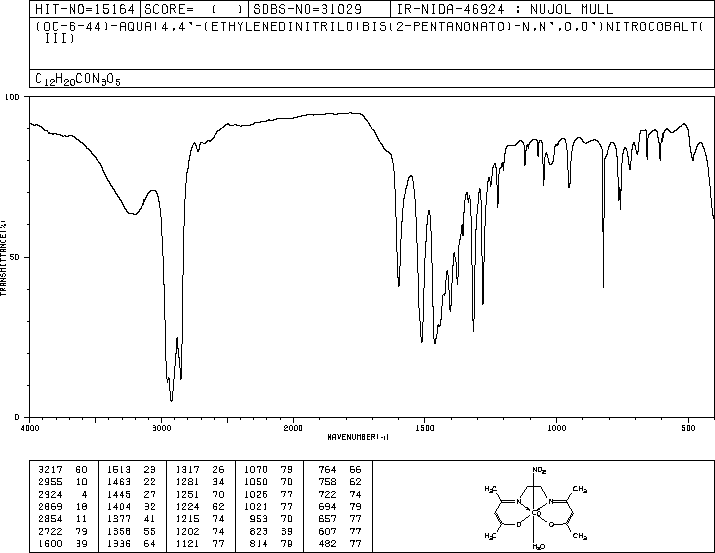 HIT-NO=15164 SCORE= ( ) SDBS-NO=31029 IR-NIDA-46924 : NUJOL MULL
(OC-6-44)-AQUA(4,4'-(ETHYLENEDINITRILO)BIS(2-PENTANONATO)-N,N',O,O')NITROCOBALT(
III)
C12H20CON3O5
100
50
0
TRANSMITTANCE(%)
4000 3000 2000 1500 1000 500
WAVENUMBER(-1)
3217 60 1513 23 1317 26 1070 79 764 66
2955 10 1463 22 1281 34 1050 70 758 62
2924 4 1445 27 1251 70 1026 77 722 74
2869 18 1404 32 1224 62 1021 77 694 79
2854 11 1377 41 1215 74 953 70 657 77
2722 79 1358 55 1202 74 823 39 607 77
1600 39 1336 64 1121 77 814 79 482 77
NO2
H3C CH3
N N
CO
O O
H3C CH3
H2O